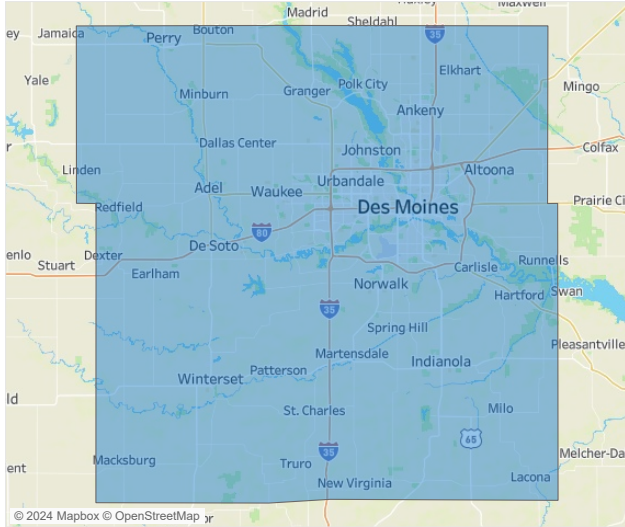 Maxwell
Madrid
Sheldahl
Bouton
Jamaica
Perry
35
Elkhart
Yale
Polk City
Granger
Mingo
Minburn
Ankeny
Dallas Center
Johnston
Colfax
Linden
Altoona
Urbandale
Adel
Waukee
Prairie Ci
Redfield
Des Moines
80
De Soto
Dexter
enlo
Stuart
Runnells
Carlisle
Earlham
Norwalk
Swan
Hartford
35
Spring Hill
Pleasantville
Martensdale
Indianola
Patterson
Winterset
ld
St. Charles
Milo
65
35
Melcher-Da
Macksburg
ent
Truro
Lacona
New Virginia
© 2024 Mapbox © OpenStreetMap
or